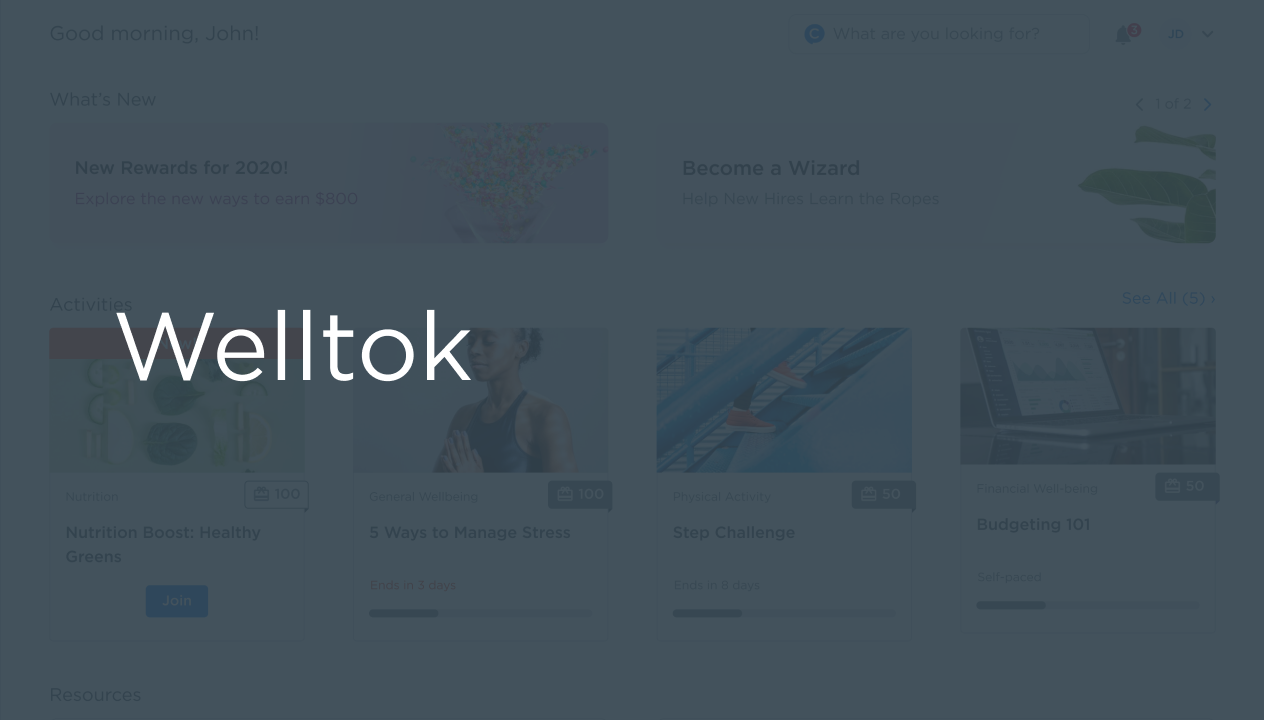 Good morning, John!
C What are you looking for?
3
JD
What's New
1 of 2
New Rewards for 2020!
Explore the new ways to earn $800
Become a Wizard
Help New Hires Learn the Ropes
Activities
See All (5) ›
Welltok
Nutrition
100
Nutrition Boost: Healthy
Greens
Join
General Wellbeing
100
5 Ways to Manage Stress
Ends in 3 days
Physical Activity
50
Step Challenge
Ends in 8 days
Financial Well-being
50
Budgeting 101
Self-paced
Resources